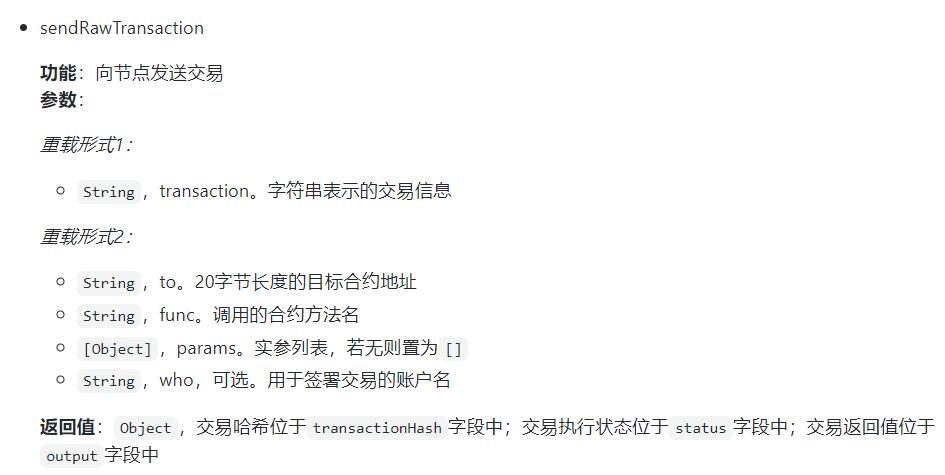 sendRawTransaction
功能：向节点发送交易
参数：
重载形式1：
String，transaction。字符串表示的交易信息
重载形式2：
String，to。20字节长度的目标合约地址
String，func。调用的合约方法名
[Object]，params。实参列表，若无则置为 []
String，who，可选。用于签署交易的账户名
返回值：Object，交易哈希位于 transactionHash 字段中；交易执行状态位于 status 字段中；交易返回值位于
output 字段中